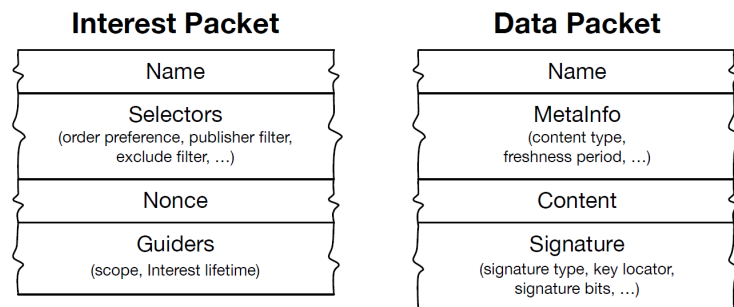 Interest Packet
Name
Selectors
(order preference, publisher filter,
exclude filter, ...)
Nonce
Guiders
(scope, Interest lifetime)
Data Packet
Name
MetaInfo
(content type,
freshness period, ...)
Content
Signature
(signature type, key locator,
signature bits, ...)